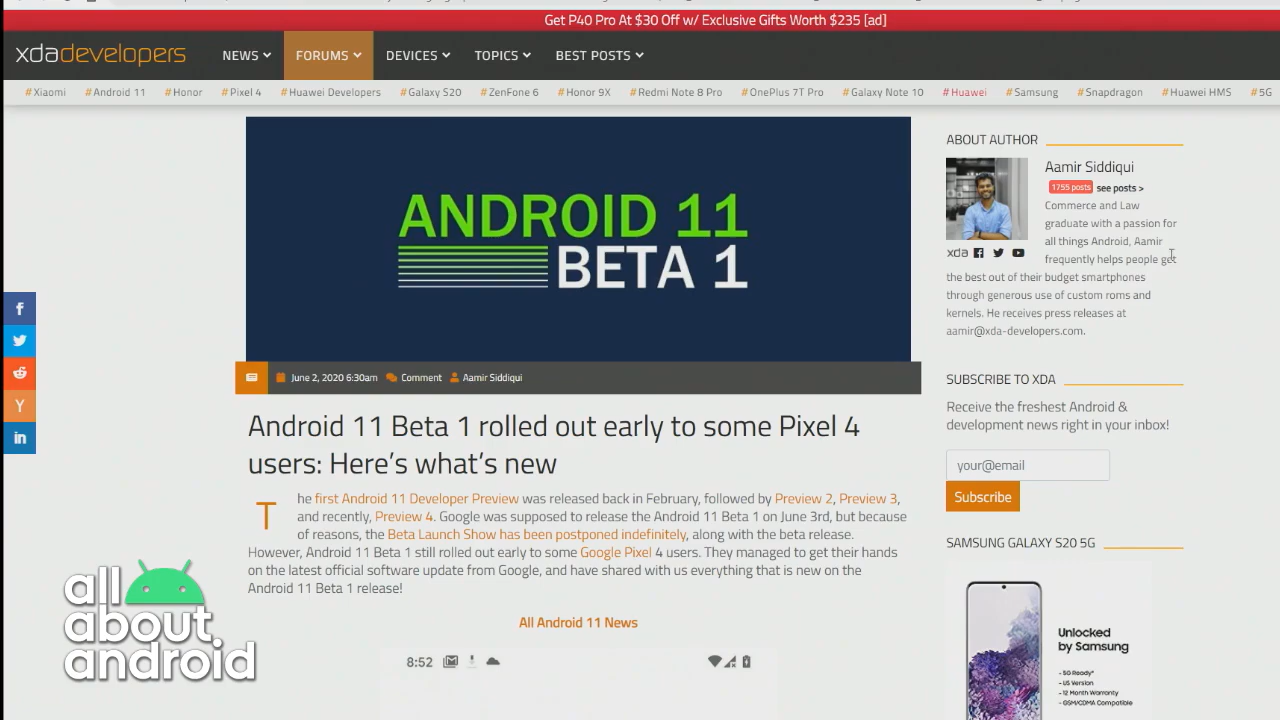 Get P40 Pro At $30 Off w/ Exclusive Gifts Worth $235 [ad]
xdadevelopers
NEWS
FORUMS
DEVICES
TOPICS
BEST POSTS
#Xiaomi #Android 11 #Honor #Pixel 4 #Huawei Developers #Galaxy S20 #ZenFone 6 #Honor 9X #Redmi Note 8 Pro #OnePlus 7T Pro #Galaxy Note 10 #Huawei #Samsung #Snapdragon #Huawei HMS #5G
ANDROID 11
BETA 1
June 2, 2020 6:30am Comment Aamir Siddiqui
Android 11 Beta 1 rolled out early to some Pixel 4
users: Here's what's new
The first Android 11 Developer Preview was released back in February, followed by Preview 2, Preview 3,
and recently, Preview 4. Google was supposed to release the Android 11 Beta 1 on June 3rd, but because
of reasons, the Beta Launch Show has been postponed indefinitely, along with the beta release.
However, Android 11 Beta 1 still rolled out early to some Google Pixel 4 users. They managed to get their hands
on the latest official software update from Google, and have shared with us everything that is new on the
Android 11 Beta 1 release!
All Android 11 News
8:52
ABOUT AUTHOR
Aamir Siddiqui
1755 posts see posts >
Commerce and Law
graduate with a passion for
all things Android, Aamir
frequently helps people get
xda
the best out of their budget smartphones
through generous use of custom roms and
kernels. He receives press releases at
aamir@xda-developers.com.
SUBSCRIBE TO XDA
Receive the freshest Android &
development news right in your inbox!
your@email
Subscribe
SAMSUNG GALAXY S20 5G
Unlocked
by Samsung
- 5G Ready*
- US Version
- 12 Month Warranty
- GSM/CDMA Compatible
f
Y
in
all
about
android